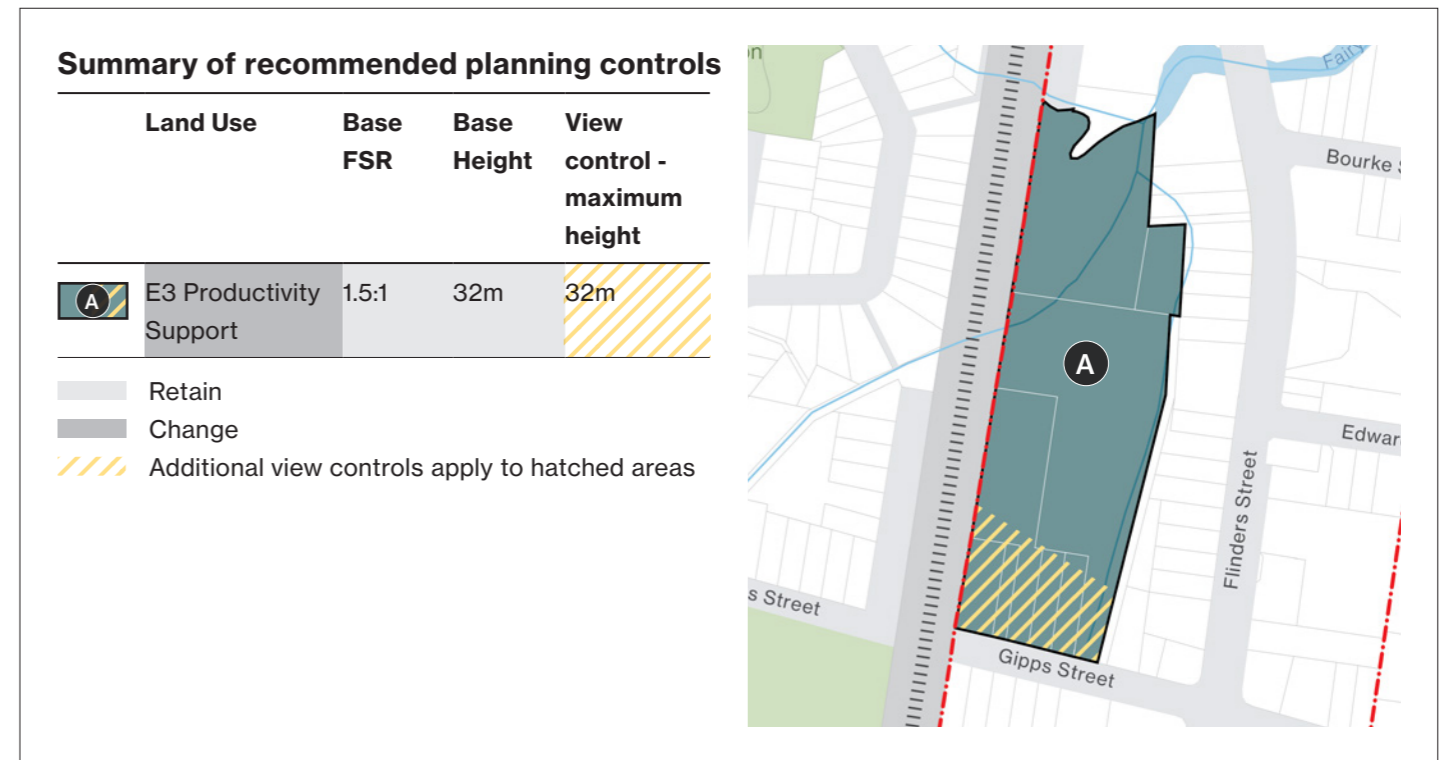 Summary of recommended planning controls
Land Use
Base FSR
Base Height
View control - maximum height
A
E3 Productivity Support
1.5:1
32m
32m
Retain
Change
Additional view controls apply to hatched areas
on
Fairy
Bourke S
A
Edwar
Flinders Street
s Street
Gipps Street